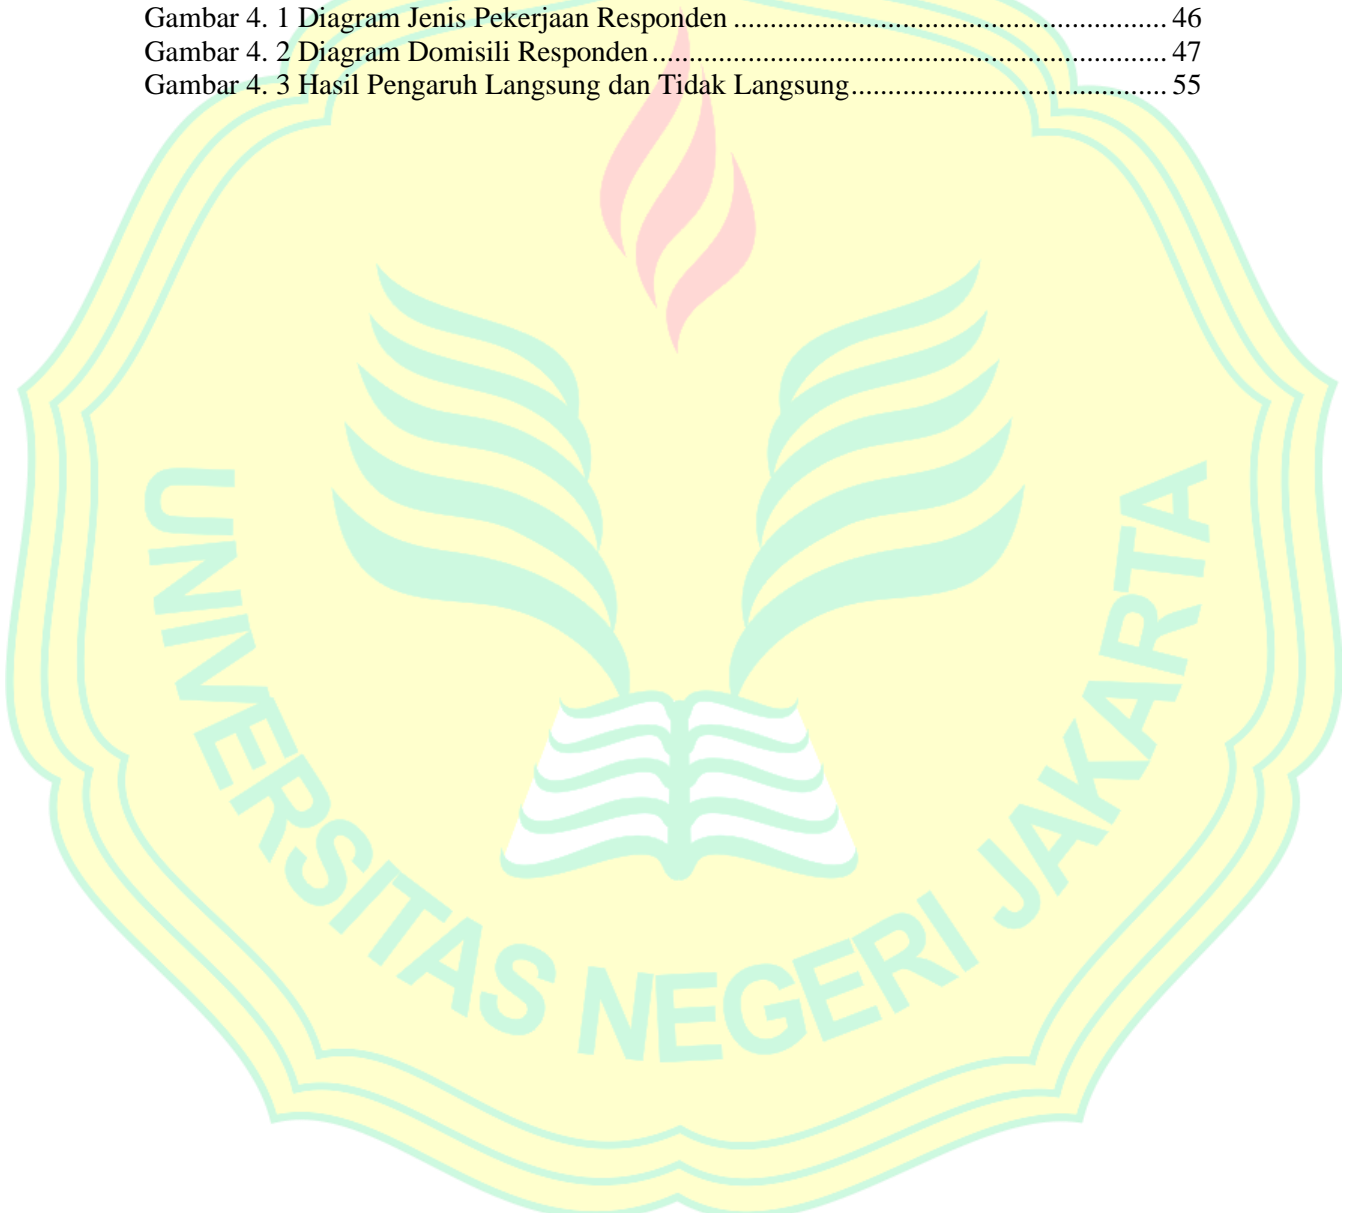 Gambar 4. 1 Diagram Jenis Pekerjaan Responden .......................................................... 46
Gambar 4. 2 Diagram Domisili Responden ..................................................................... 47
Gambar 4. 3 Hasil Pengaruh Langsung dan Tidak Langsung .......................................... 55
UNIVERSITAS NEGERI JAKARTA